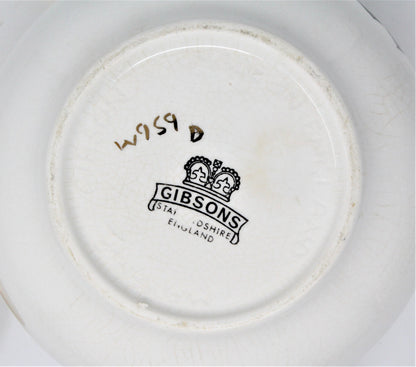 W959 D
GIBSONS
STAFFORDSHIRE
ENGLAND